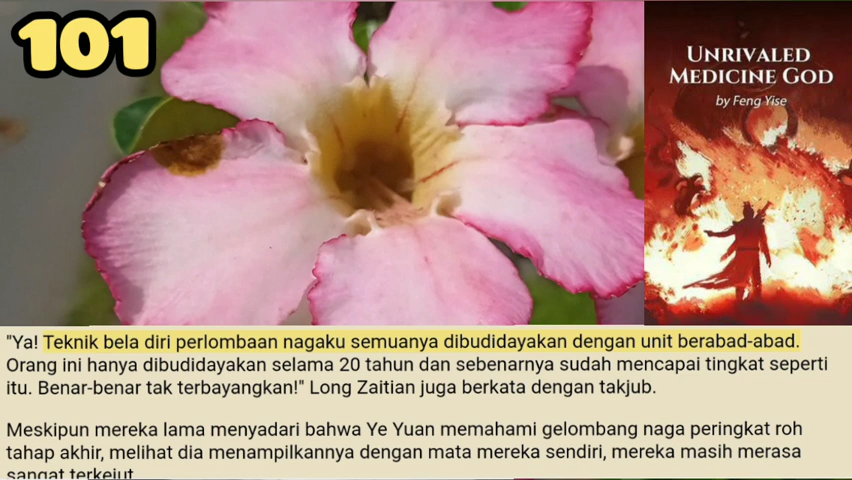 101
UNRIVALED
MEDICINE GOD
by Feng Yise
"Ya! Teknik bela diri perlombaan nagaku semuanya dibudidayakan dengan unit berabad-abad.
Orang ini hanya dibudidayakan selama 20 tahun dan sebenarnya sudah mencapai tingkat seperti
itu. Benar-benar tak terbayangkan!" Long Zaitian juga berkata dengan takjub.
Meskipun mereka lama menyadari bahwa Ye Yuan memahami gelombang naga peringkat roh
tahap akhir, melihat dia menampilkannya dengan mata mereka sendiri, mereka masih merasa
sangat terkejut